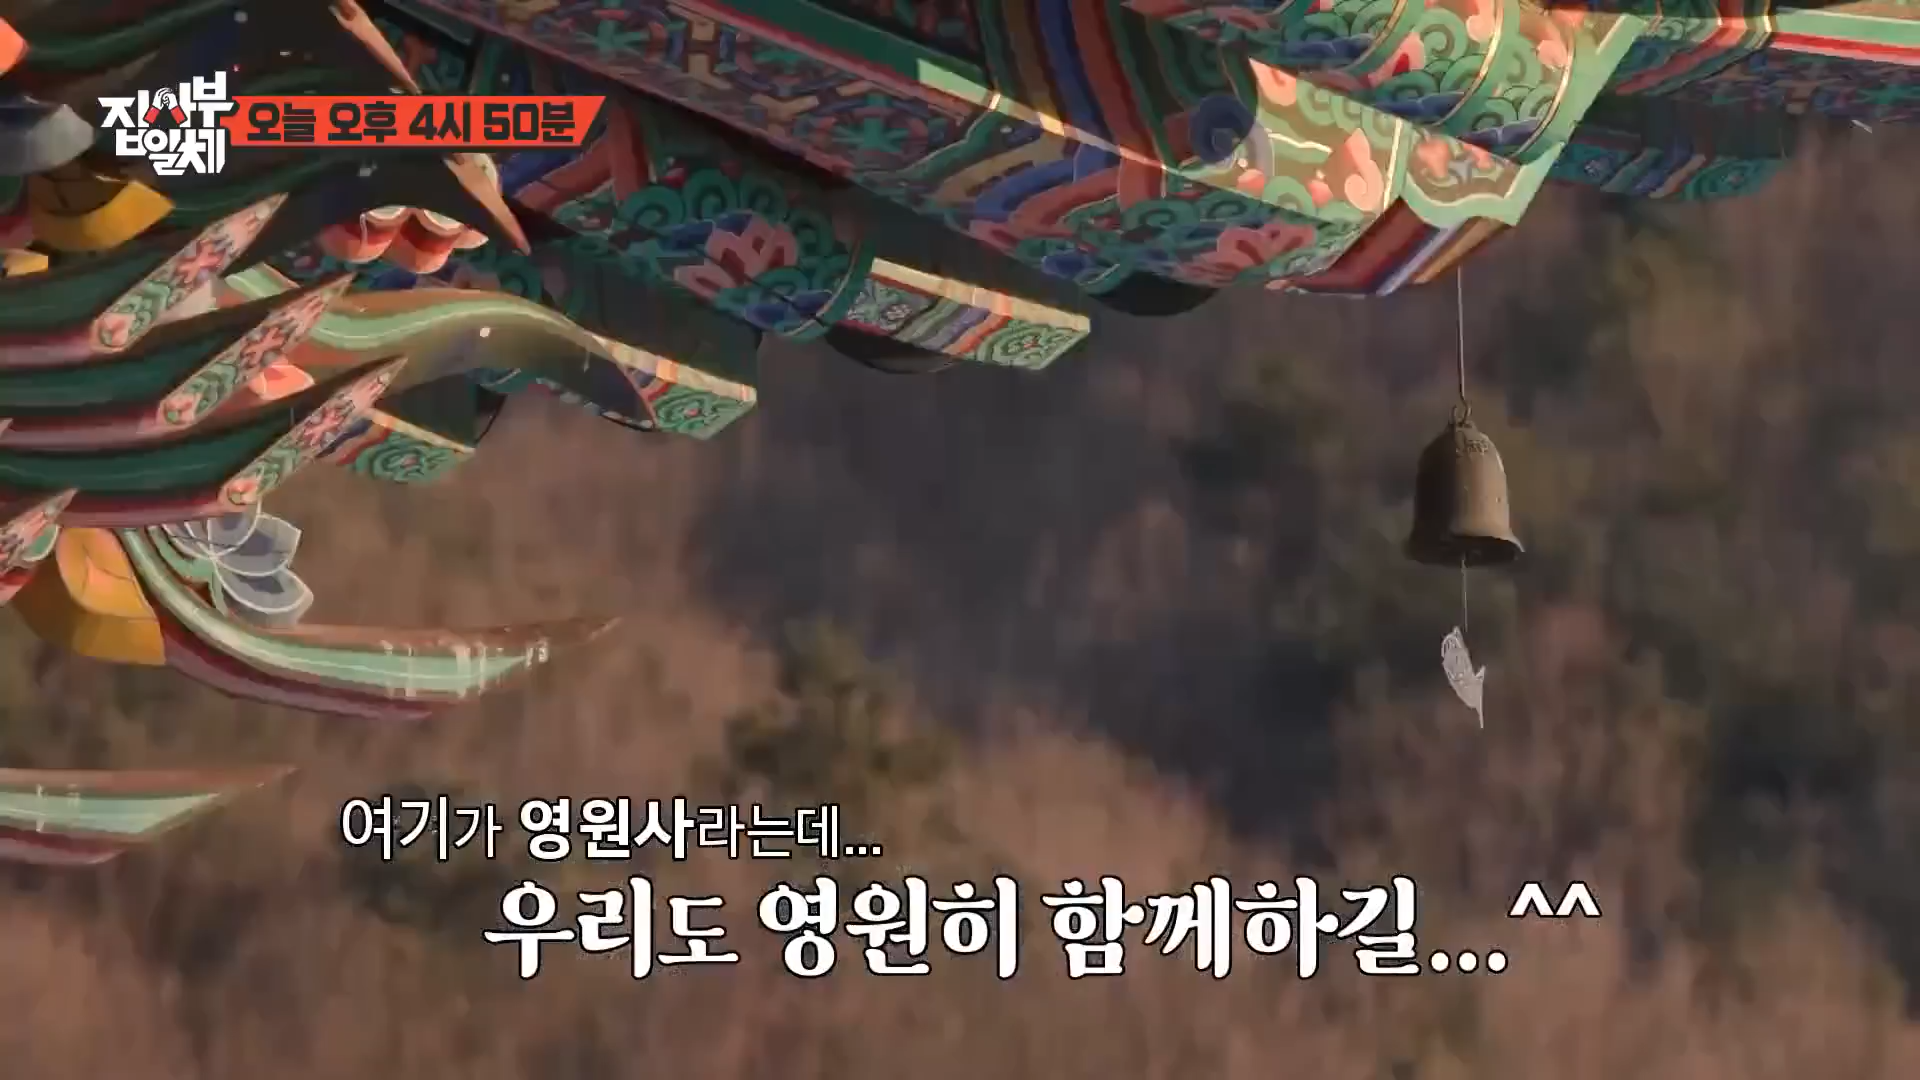 집사부일체
오늘 오후 4시 50분
여기가 영원사라는데...
우리도 영원히 함께하길...^^